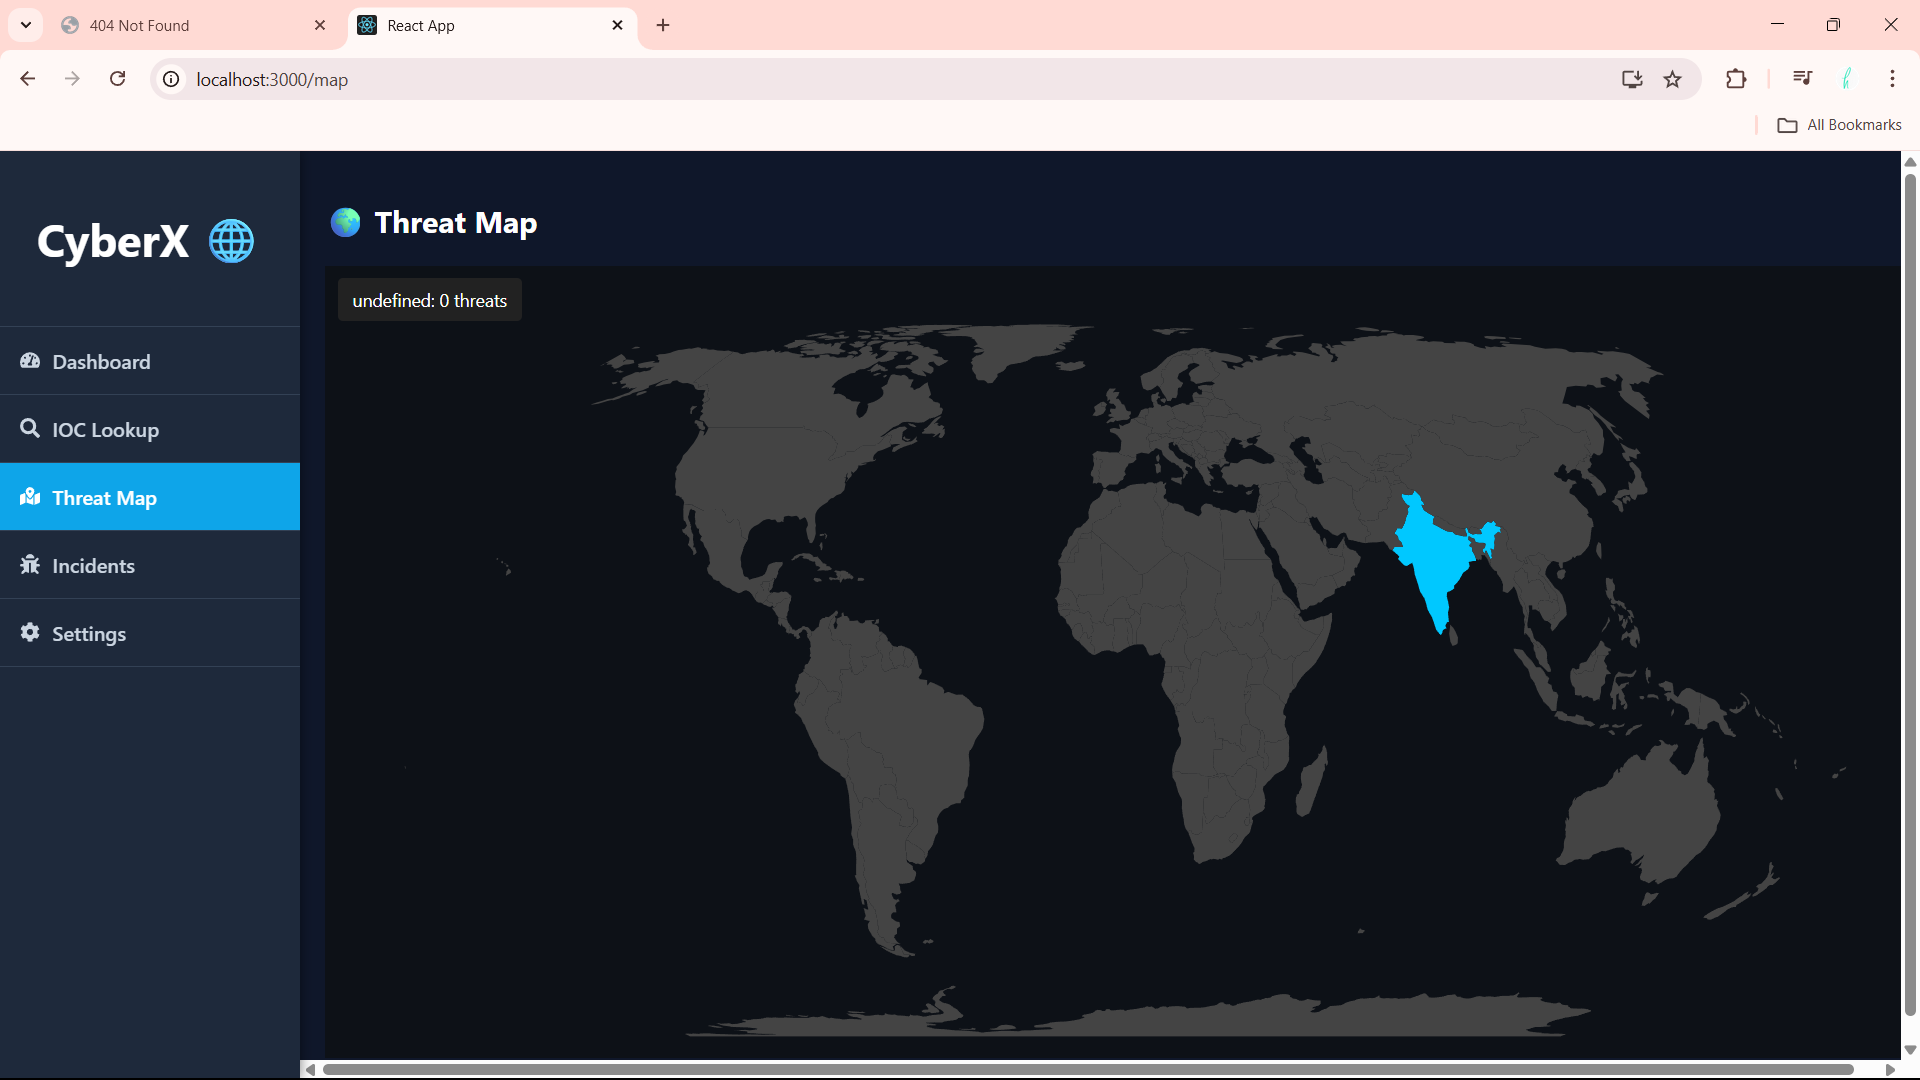 404 Not Found
React App
localhost:3000/map
All Bookmarks
CyberX
Dashboard
IOC Lookup
Threat Map
Incidents
Settings
Threat Map
undefined: 0 threats